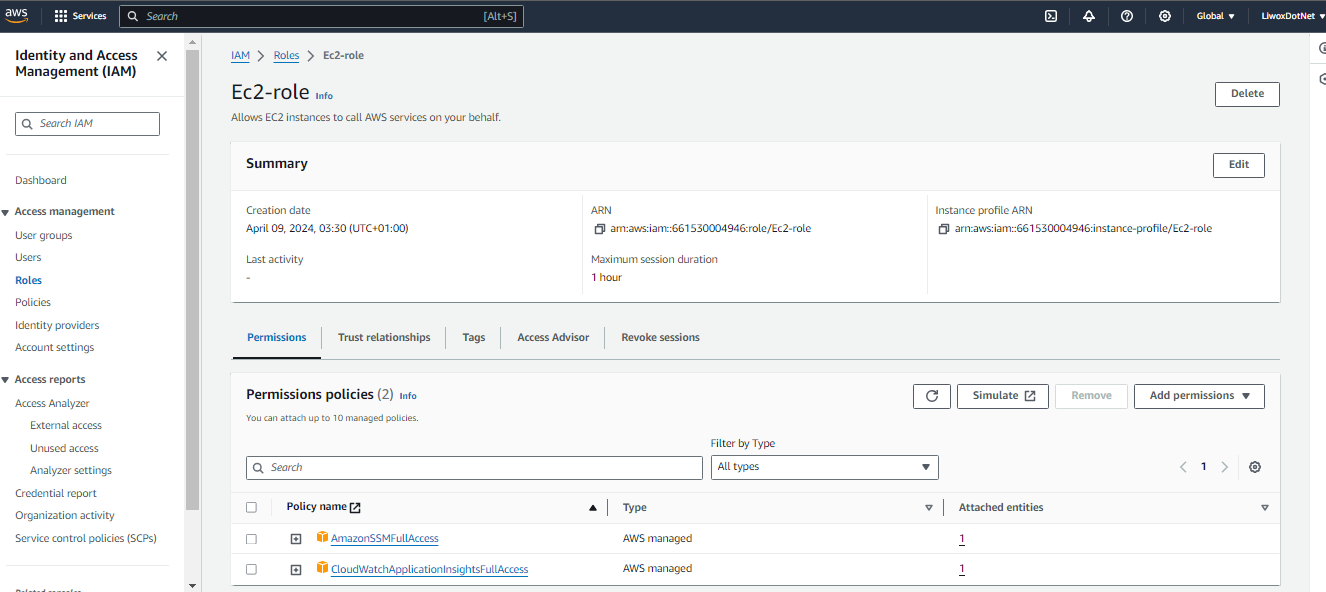 aws Services Search [Alt+S] Global LiwoxDotNet
Identity and Access
Management (IAM)
Search IAM
Dashboard
Access management
User groups
Users
Roles
Policies
Identity providers
Account settings
Access reports
Access Analyzer
External access
Unused access
Analyzer settings
Credential report
Organization activity
Service control policies (SCPs)
Related consoles
IAM Roles Ec2-role
Ec2-role Info
Delete
Allows EC2 instances to call AWS services on your behalf.
Summary
Edit
Creation date
April 09, 2024, 03:30 (UTC+01:00)
Last activity
-
ARN
arn:aws:iam::661530004946:role/Ec2-role
Maximum session duration
1 hour
Instance profile ARN
arn:aws:iam::661530004946:instance-profile/Ec2-role
Permissions Trust relationships Tags Access Advisor Revoke sessions
Permissions policies (2) Info
Simulate Remove Add permissions
You can attach up to 10 managed policies.
Filter by Type
Search All types 1
Policy name Type Attached entities
AmazonSSMFullAccess AWS managed 1
CloudWatchApplicationInsightsFullAccess AWS managed 1